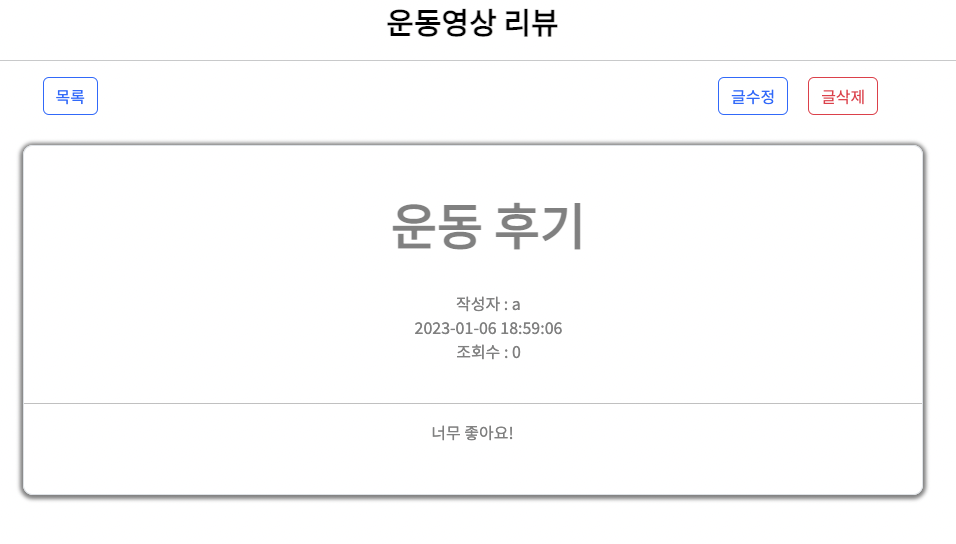 운동영상 리뷰
목록 글수정 글삭제
운동 후기
작성자 : a
2023-01-06 18:59:06
조회수 : 0
너무 좋아요!